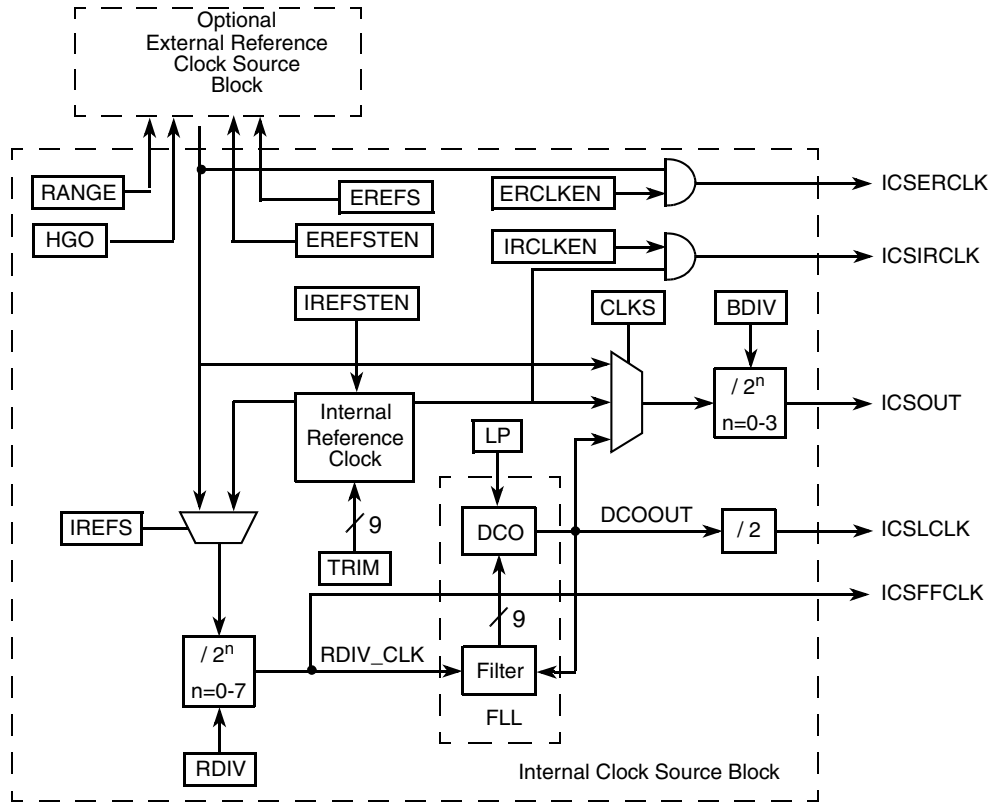 Optional
External Reference
Clock Source
Block
RANGE
HGO
EREFS
EREFSTEN
ERCLKEN
IRCLKEN
ICSERCLK
ICSIRCLK
IREFSTEN
CLKS
BDIV
Internal
Reference
Clock
/ 2ⁿ
n=0-3
ICSOUT
LP
IREFS
9
TRIM
DCO
DCOOUT
/ 2
ICSLCLK
ICSFFCLK
9
/ 2ⁿ
n=0-7
RDIV_CLK
Filter
FLL
RDIV
Internal Clock Source Block